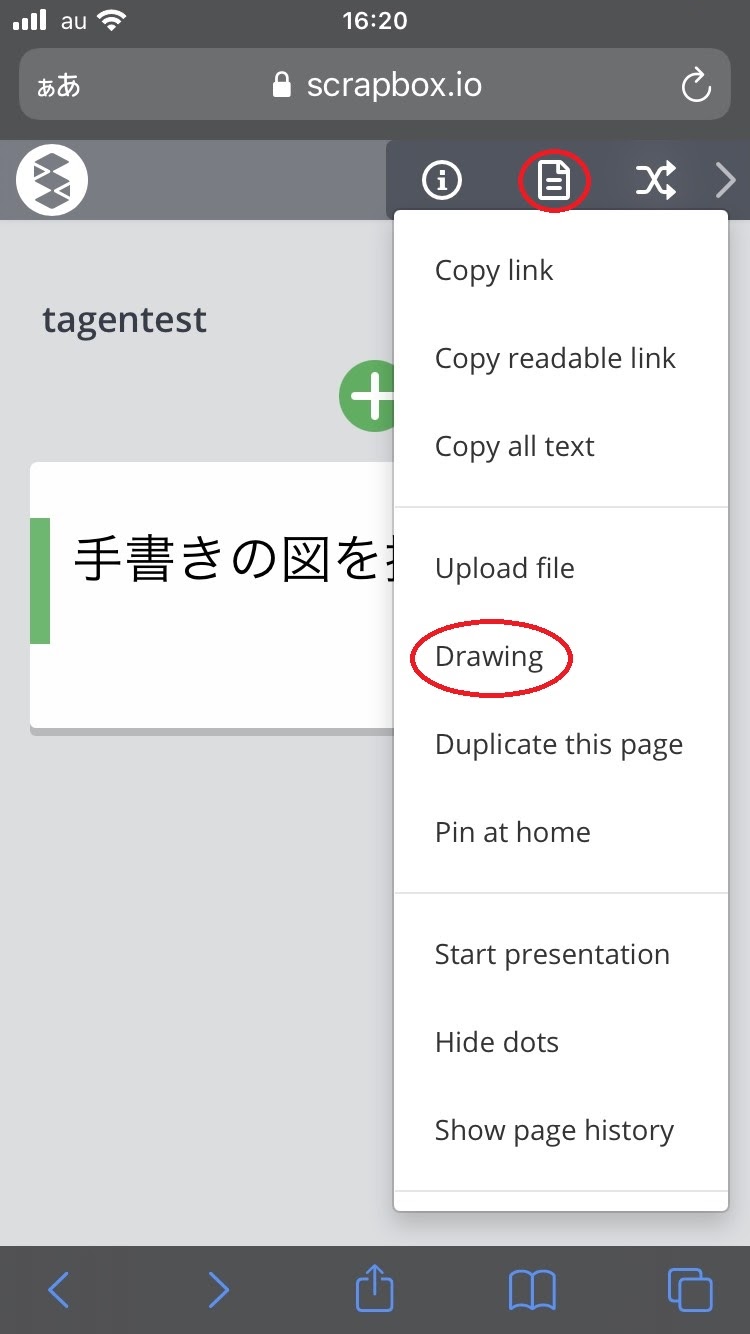 au
16:20
ぁあ
scrapbox.io
tagentest
手書きの図を
Copy link
Copy readable link
Copy all text
Upload file
Drawing
Duplicate this page
Pin at home
Start presentation
Hide dots
Show page history